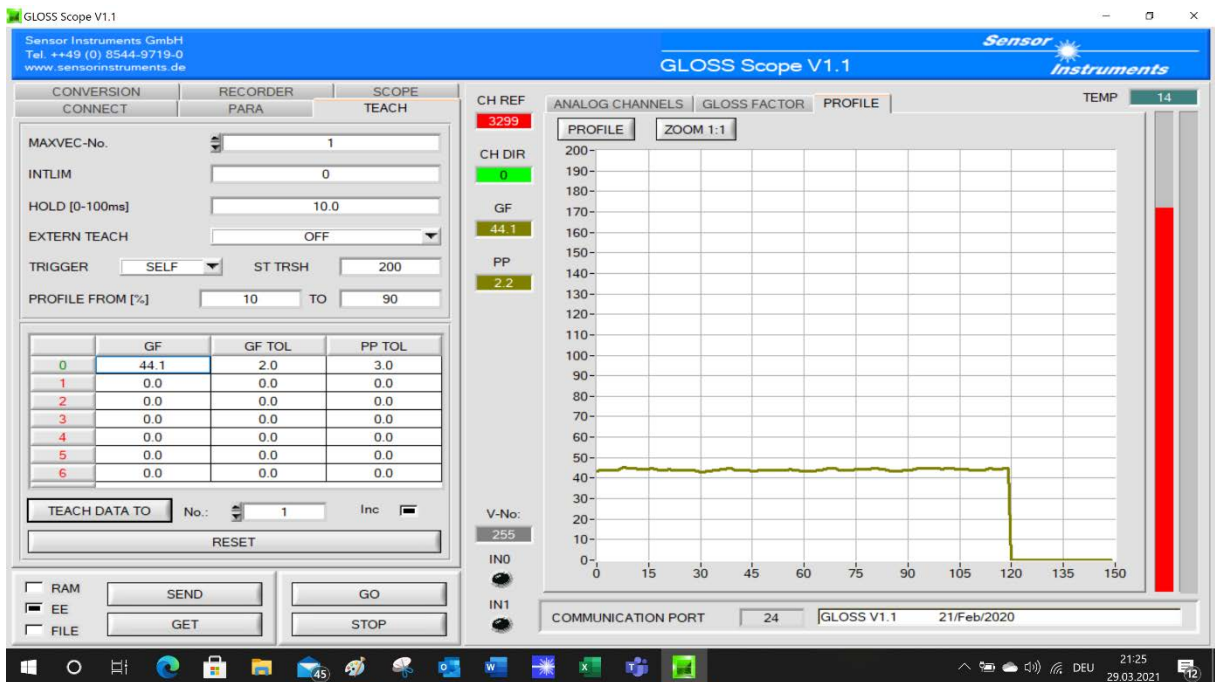 GLOSS Scope V1.1
Sensor Instruments GmbH
Tel. ++49 (0) 8544-9719-0
www.sensorinstruments.de
GLOSS Scope V1.1
Sensor
Instruments
CONVERSION RECORDER SCOPE
CONNECT PARA TEACH
MAXVEC-No. 1
INTLIM 0
HOLD [0-100ms] 10.0
EXTERN TEACH OFF
TRIGGER SELF ST TRSH 200
PROFILE FROM [%] 10 TO 90
GF GF TOL PP TOL
0 44.1 2.0 3.0
1 0.0 0.0 0.0
2 0.0 0.0 0.0
3 0.0 0.0 0.0
4 0.0 0.0 0.0
5 0.0 0.0 0.0
6 0.0 0.0 0.0
TEACH DATA TO No.: 1 Inc
RESET
RAM
EE
FILE
SEND GO
GET STOP
CH REF
3299
CH DIR
0
GF
44.1
PP
2.2
V-No:
255
IN0
IN1
ANALOG CHANNELS GLOSS FACTOR PROFILE
TEMP 14
PROFILE ZOOM 1:1
200
190
180
170
160
150
140
130
120
110
100
90
80
70
60
50
40
30
20
10
0
0 15 30 45 60 75 90 105 120 135 150
COMMUNICATION PORT 24 GLOSS V1.1 21/Feb/2020
45
DEU
21:25
29.03.2021
12